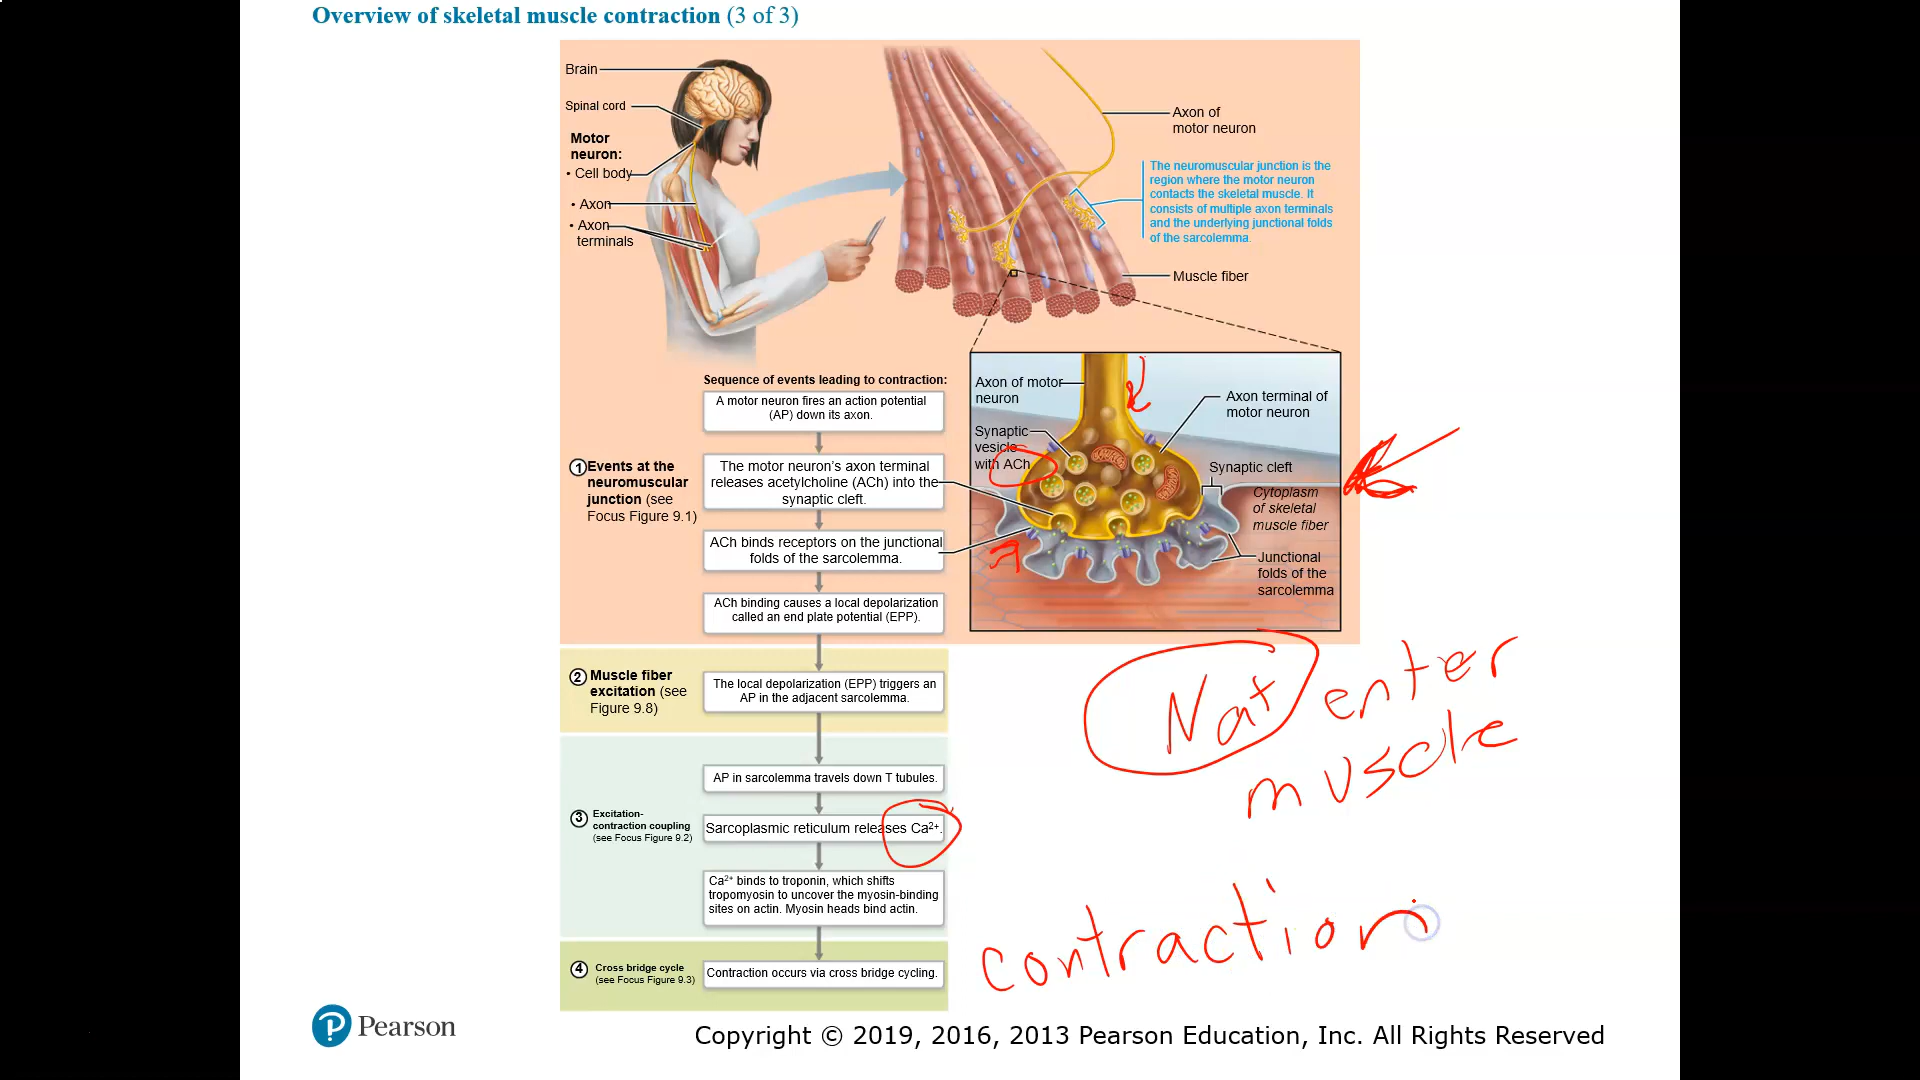 Overview of skeletal muscle contraction (3 of 3)
Brain
Spinal cord
Motor
neuron:
• Cell body
• Axon
• Axon
terminals
Axon of
motor neuron
The neuromuscular junction is the
region where the motor neuron
contacts the skeletal muscle. It
consists of multiple axon terminals
and the underlying junctional folds
of the sarcolemma.
Muscle fiber
Sequence of events leading to contraction:
A motor neuron fires an action potential
(AP) down its axon.
1 Events at the
neuromuscular
junction (see
Focus Figure 9.1)
The motor neuron's axon terminal
releases acetylcholine (ACh) into the
synaptic cleft.
ACh binds receptors on the junctional
folds of the sarcolemma.
ACh binding causes a local depolarization
called an end plate potential (EPP).
Axon of motor
neuron
Synaptic
vesicle
with ACh
Axon terminal of
motor neuron
Synaptic cleft
Cytoplasm
of skeletal
muscle fiber
Junctional
folds of the
sarcolemma
2 Muscle fiber
excitation (see
Figure 9.8)
The local depolarization (EPP) triggers an
AP in the adjacent sarcolemma.
Na+ enter
muscle
3 Excitation-
contraction coupling
(see Focus Figure 9.2)
AP in sarcolemma travels down T tubules.
Sarcoplasmic reticulum releases Ca²⁺.
Ca²⁺ binds to troponin, which shifts
tropomyosin to uncover the myosin-binding
sites on actin. Myosin heads bind actin.
contraction
4 Cross bridge cycle
(see Focus Figure 9.3)
Contraction occurs via cross bridge cycling.
Pearson
Copyright © 2019, 2016, 2013 Pearson Education, Inc. All Rights Reserved